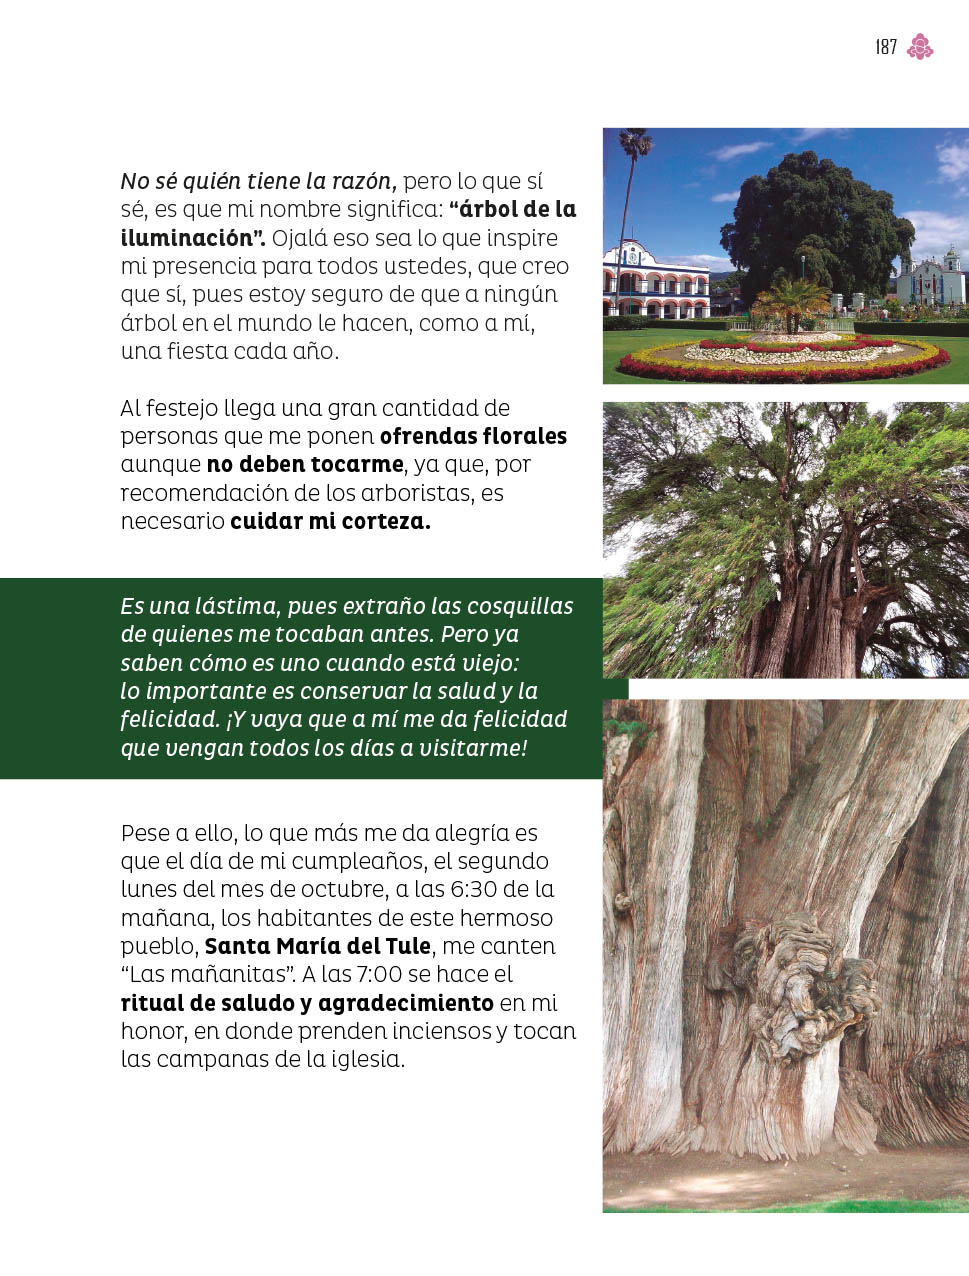 187
No sé quién tiene la razón, pero lo que sí
sé, es que mi nombre significa: “árbol de la
iluminación”. Ojalá eso sea lo que inspire
mi presencia para todos ustedes, que creo
que sí, pues estoy seguro de que a ningún
árbol en el mundo le hacen, como a mí,
una fiesta cada año.
Al festejo llega una gran cantidad de
personas que me ponen ofrendas florales
aunque no deben tocarme, ya que, por
recomendación de los arboristas, es
necesario cuidar mi corteza.
Es una lástima, pues extraño las cosquillas
de quienes me tocaban antes. Pero ya
saben cómo es uno cuando está viejo:
lo importante es conservar la salud y la
felicidad. ¡Y vaya que a mí me da felicidad
que vengan todos los días a visitarme!
Pese a ello, lo que más me da alegría es
que el día de mi cumpleaños, el segundo
lunes del mes de octubre, a las 6:30 de la
mañana, los habitantes de este hermoso
pueblo, Santa María del Tule, me canten
“Las mañanitas”. A las 7:00 se hace el
ritual de saludo y agradecimiento en mi
honor, en donde prenden inciensos y tocan
las campanas de la iglesia.